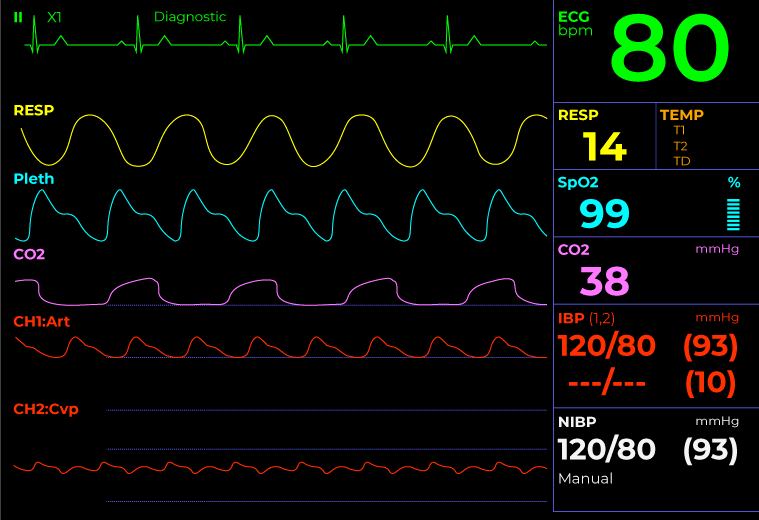 II X1 Diagnostic
ECG
bpm
80
RESP
RESP
14
TEMP
T1
T2
TD
Pleth
SpO2 %
99
CO2
CO2 mmHg
38
CH1:Art
IBP (1,2) mmHg
120/80 (93)
---/--- (10)
CH2:Cvp
NIBP mmHg
120/80 (93)
Manual